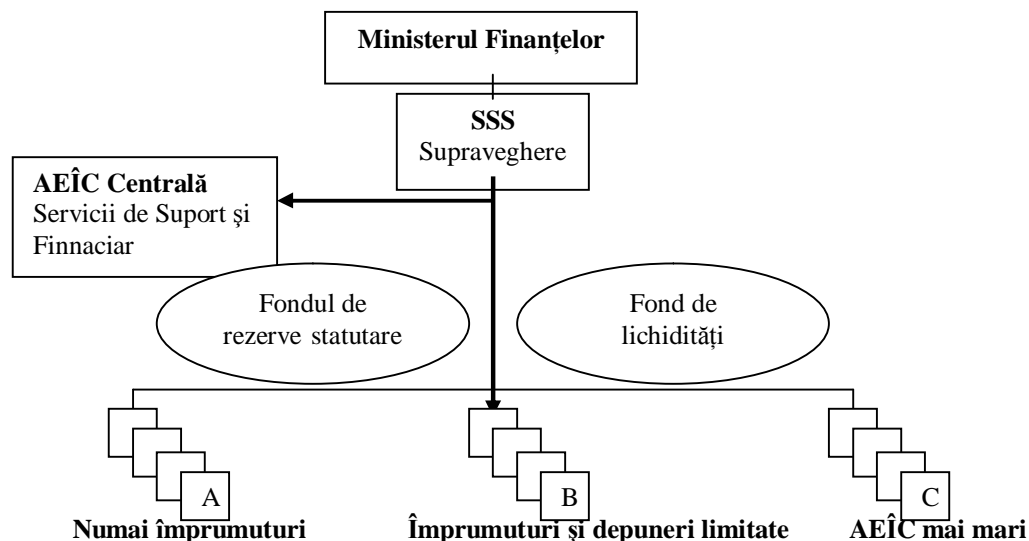 Ministerul Finanțelor
SSS
Supraveghere
AEÎC Centrală
Servicii de Suport şi
Finnaciar
Fondul de
rezerve statutare
Fond de
lichidități
A
B
C
Numai împrumuturi
Împrumuturi și depuneri limitate
AEÎC mai mari